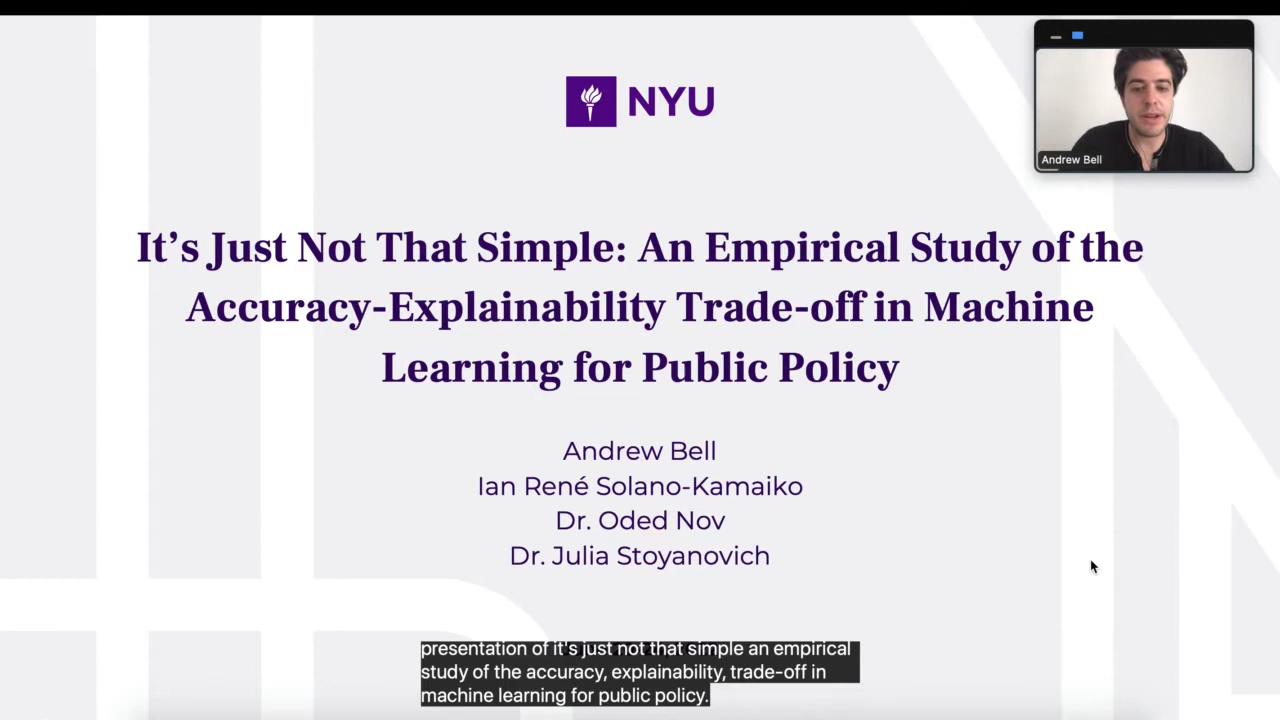 NYU
Andrew Bell
It's Just Not That Simple: An Empirical Study of the
Accuracy-Explainability Trade-off in Machine
Learning for Public Policy
Andrew Bell
Ian René Solano-Kamaiko
Dr. Oded Nov
Dr. Julia Stoyanovich
presentation of it's just not that simple an empirical
study of the accuracy, explainability, trade-off in
machine learning for public policy.